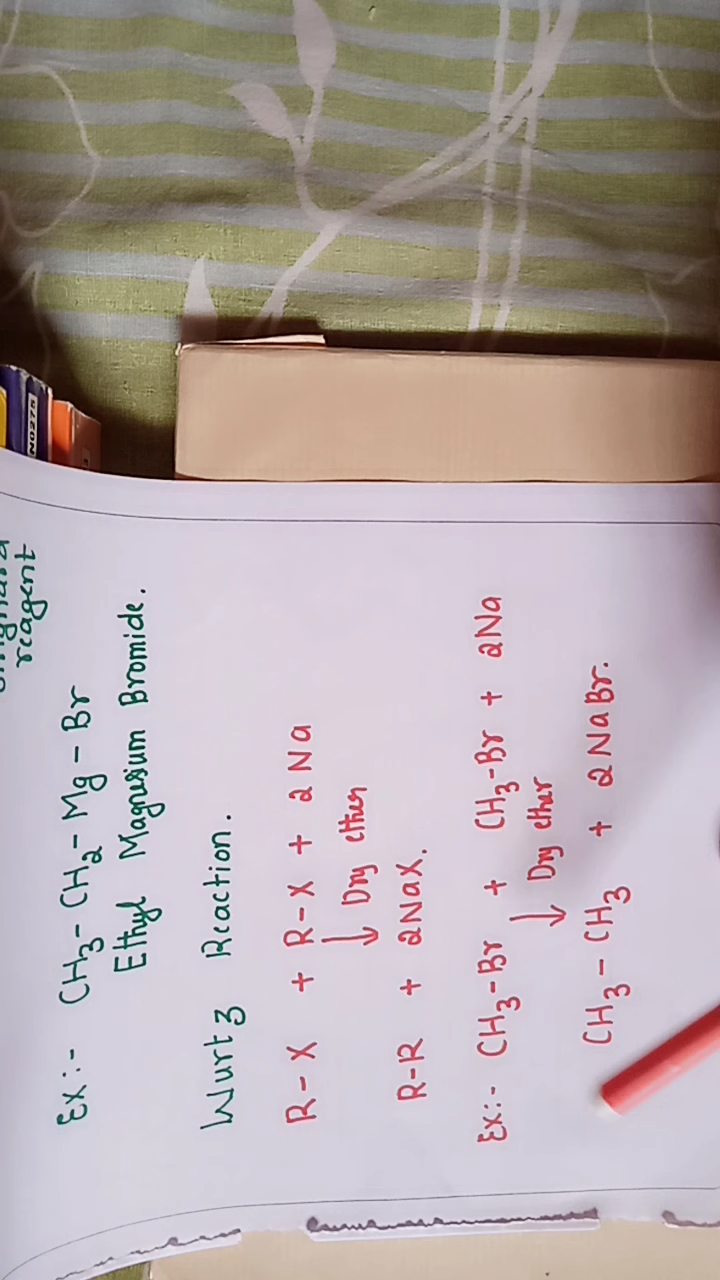 reagent
Ex:- CH3-CH2-Mg-Br
Ethyl Magnesium Bromide.
Wurtz Reaction.
R-X + R-X + 2Na
↓ Dry ether
R-R + 2NaX.
Ex:- CH3-Br + CH3-Br + 2Na
↓ Dry ether
CH3-CH3 + 2NaBr.
N0275